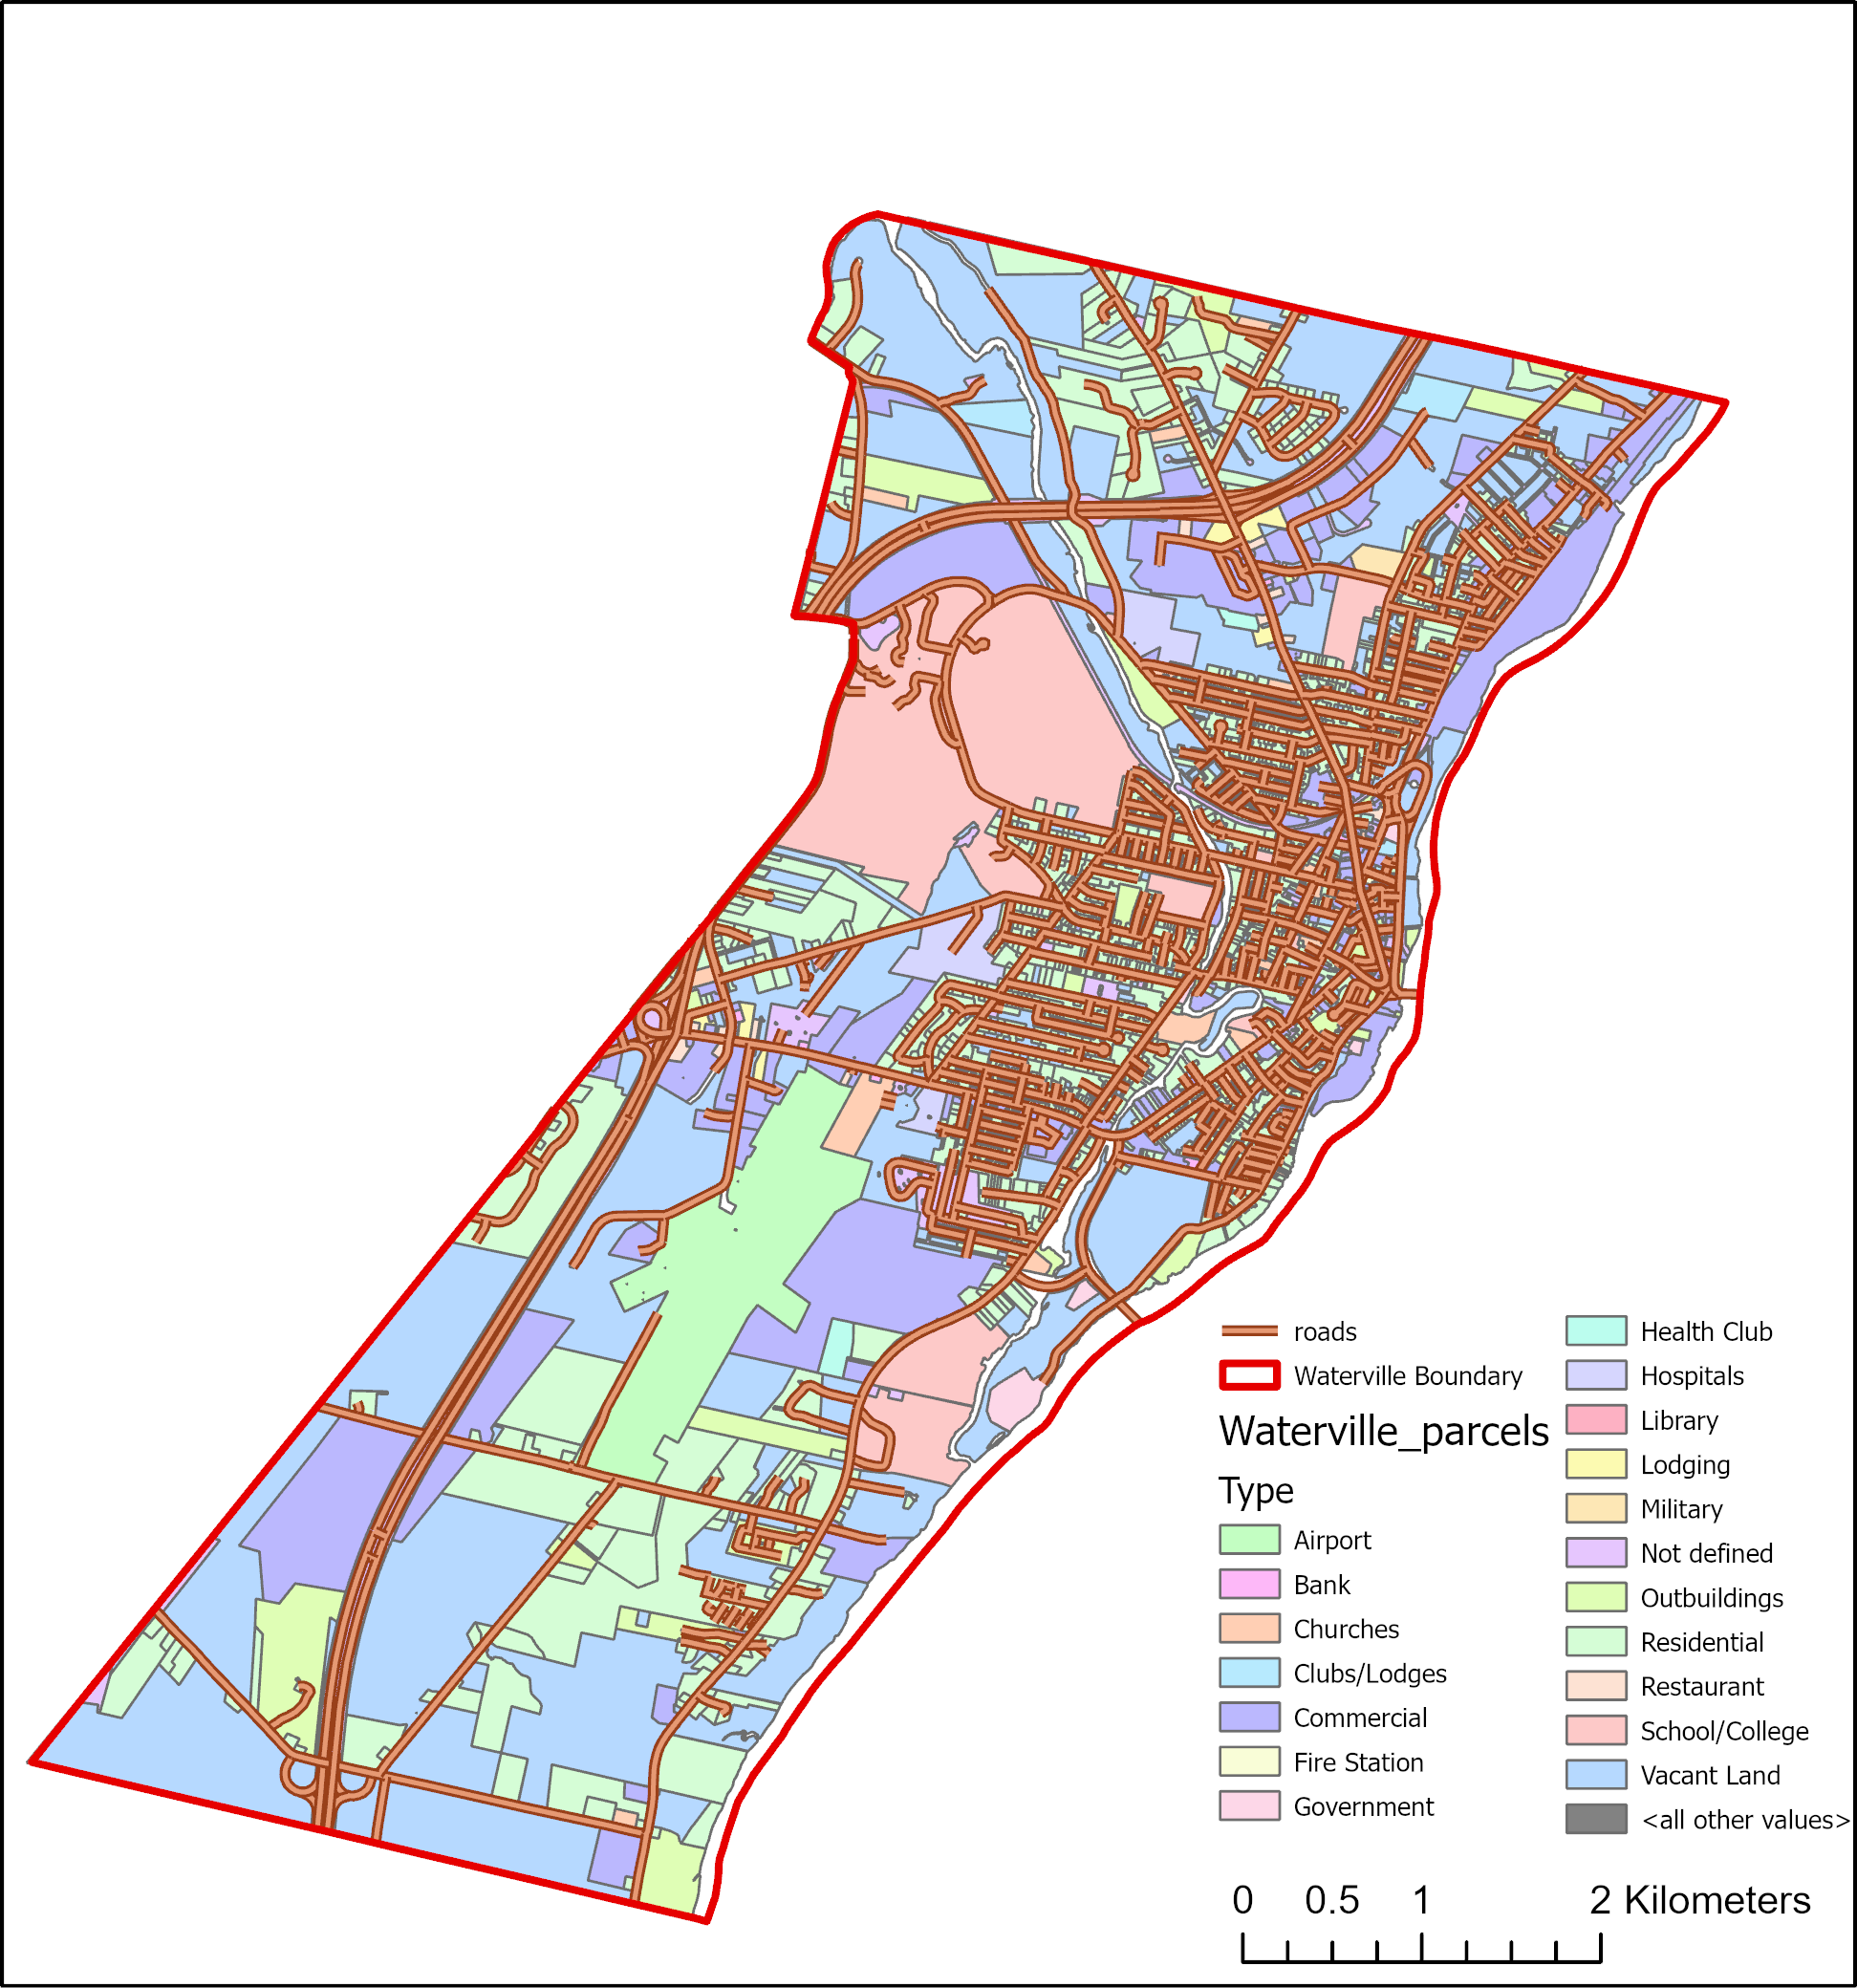 roads
Waterville Boundary
Waterville_parcels
Type
Airport
Bank
Churches
Clubs/Lodges
Commercial
Fire Station
Government
Health Club
Hospitals
Library
Lodging
Military
Not defined
Outbuildings
Residential
Restaurant
School/College
Vacant Land
<all other values>
0 0.5 1 2 Kilometers